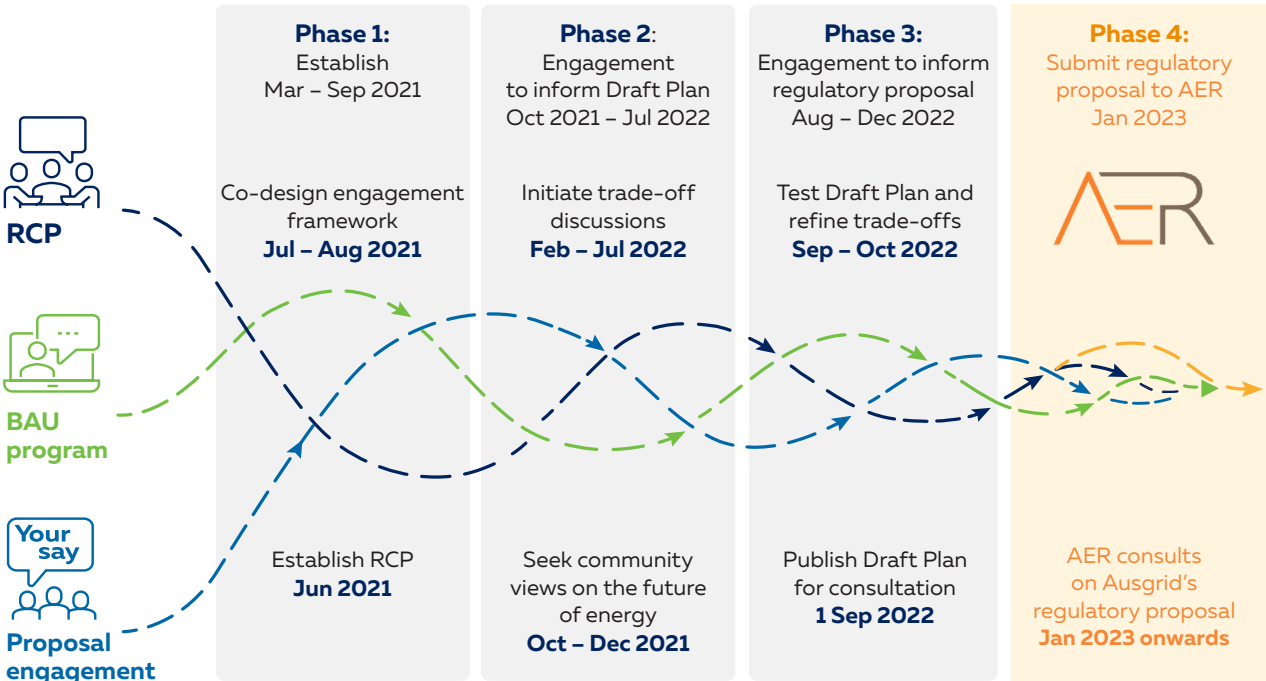 RCP
BAU
program
Your
say
Proposal
engagement
Phase 1:
Establish
Mar – Sep 2021
Co-design engagement
framework
Jul – Aug 2021
Establish RCP
Jun 2021
Phase 2:
Engagement
to inform Draft Plan
Oct 2021 – Jul 2022
Initiate trade-off
discussions
Feb – Jul 2022
Seek community
views on the future
of energy
Oct – Dec 2021
Phase 3:
Engagement to inform
regulatory proposal
Aug – Dec 2022
Test Draft Plan and
refine trade-offs
Sep – Oct 2022
Publish Draft Plan
for consultation
1 Sep 2022
Phase 4:
Submit regulatory
proposal to AER
Jan 2023
AER
AER consults
on Ausgrid’s
regulatory proposal
Jan 2023 onwards